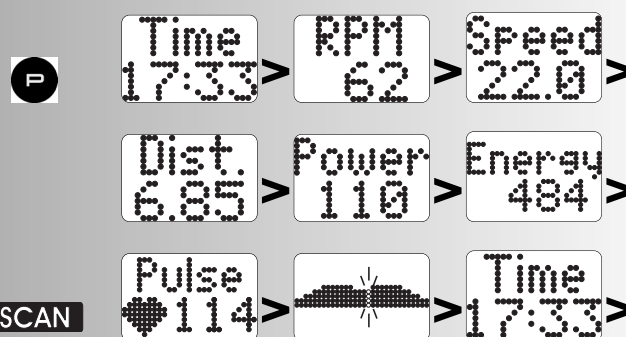 P
Time
17:33
>
RPM
62
>
Speed
22.0
>
Dist.
6.85
>
Power
110
>
Energy
484
>
SCAN
Pulse
114
>
>
Time
17:33
>